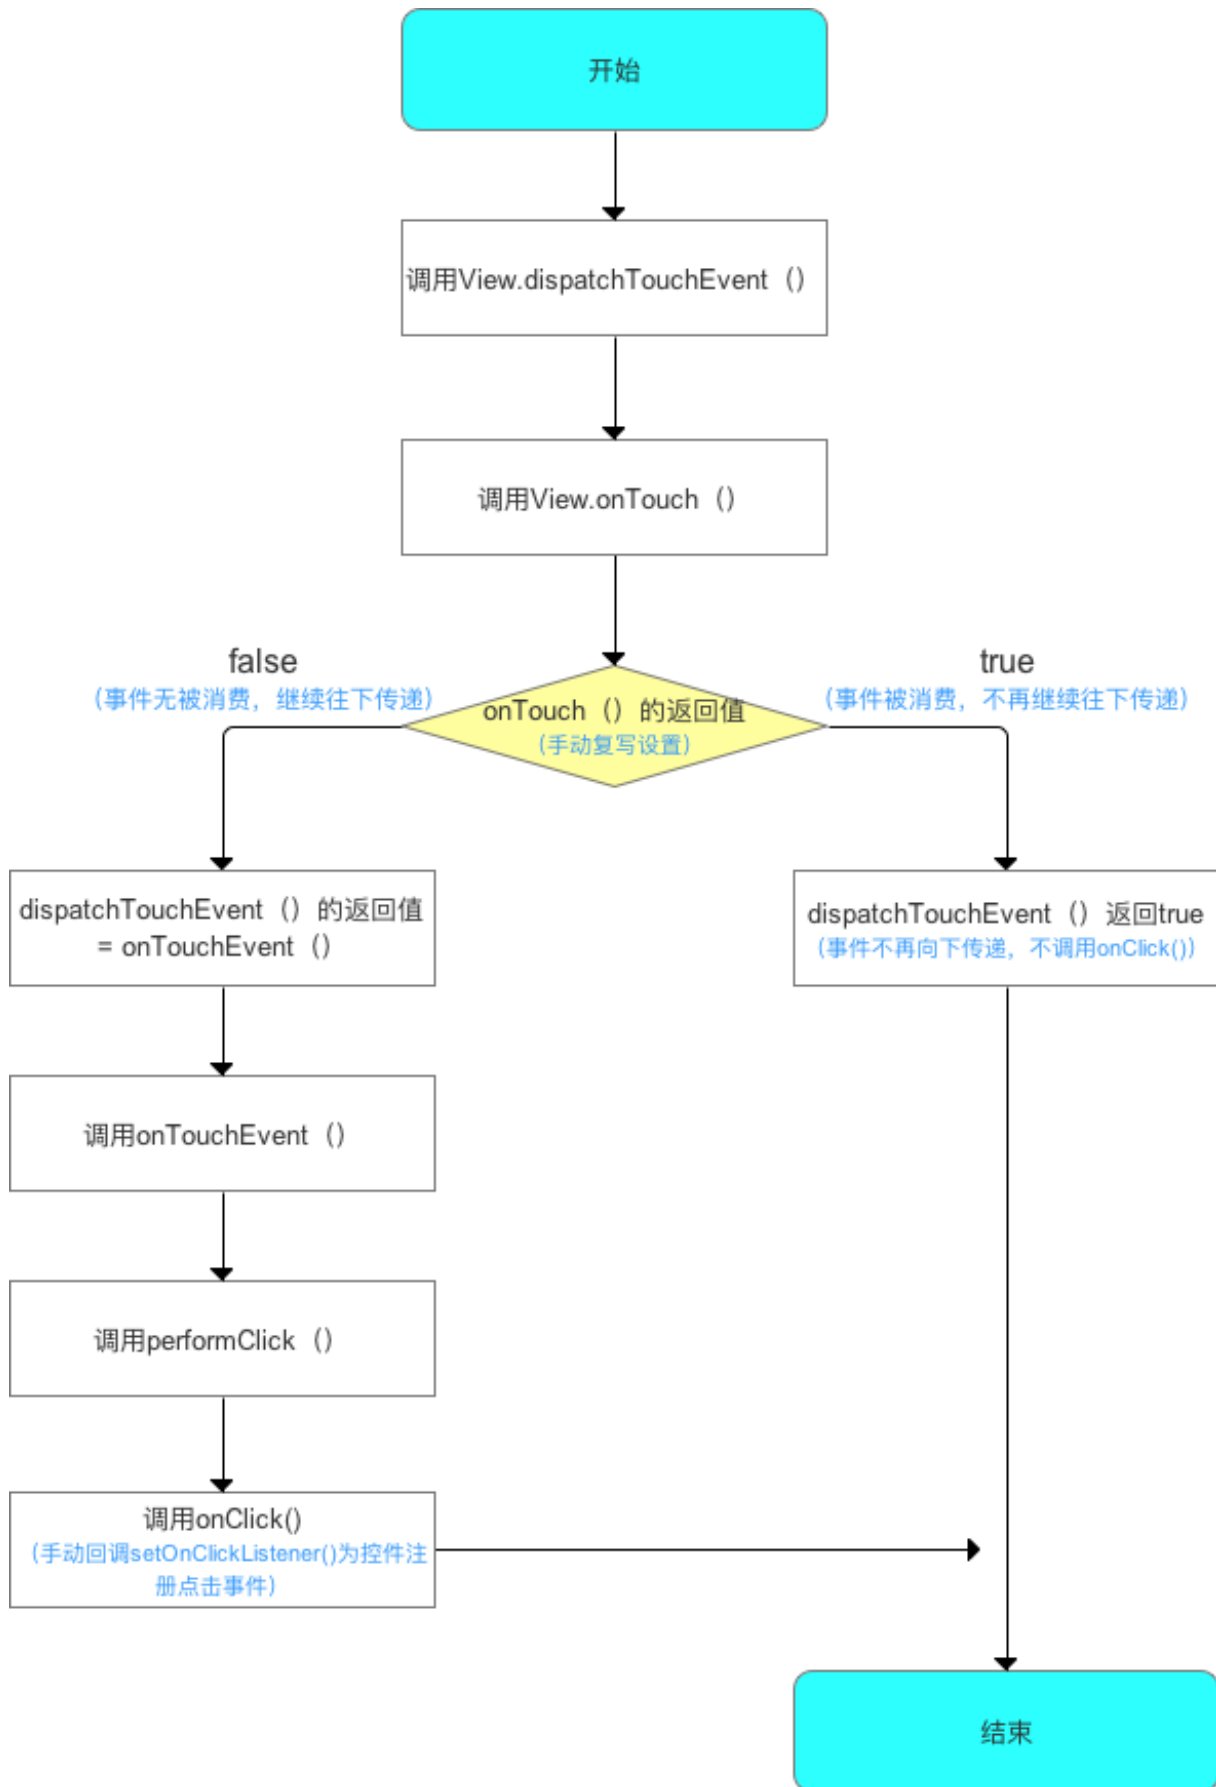 开始
调用View.dispatchTouchEvent（）
调用View.onTouch（）
false
（事件无被消费，继续往下传递）
true
（事件被消费，不再继续往下传递）
onTouch（）的返回值
（手动复写设置）
dispatchTouchEvent（）的返回值
= onTouchEvent（）
dispatchTouchEvent（）返回true
（事件不再向下传递，不调用onClick()）
调用onTouchEvent（）
调用performClick（）
调用onClick()
（手动回调setOnClickListener()为控件注
册点击事件）
结束